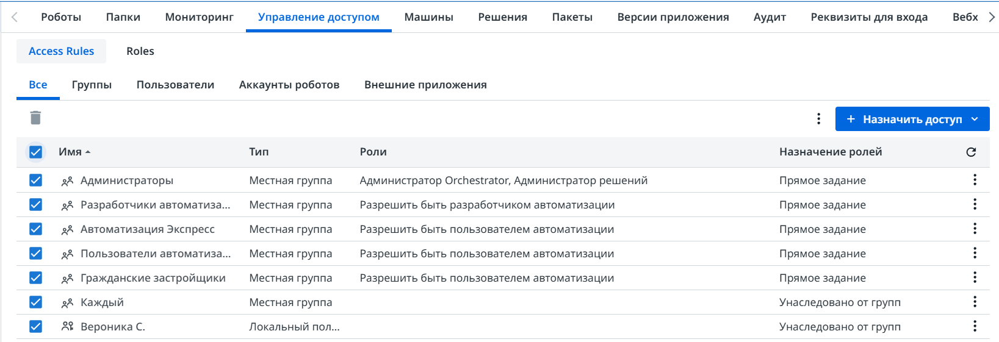 Роботы Папки Мониторинг Управление доступом Машины Решения Пакеты Версии приложения Аудит Реквизиты для входа Вебх
Access Rules Roles
Все Группы Пользователи Аккаунты роботов Внешние приложения
+ Назначить доступ
Имя Тип Роли Назначение ролей
Администраторы Местная группа Администратор Orchestrator, Администратор решений Прямое задание
Разработчики автоматиза... Местная группа Разрешить быть разработчиком автоматизации Прямое задание
Автоматизация Экспресс Местная группа Разрешить быть пользователем автоматизации Прямое задание
Пользователи автоматиза... Местная группа Разрешить быть пользователем автоматизации Прямое задание
Гражданские застройщики Местная группа Разрешить быть пользователем автоматизации Прямое задание
Каждый Местная группа Унаследовано от групп
Вероника С. Локальный пол... Унаследовано от групп